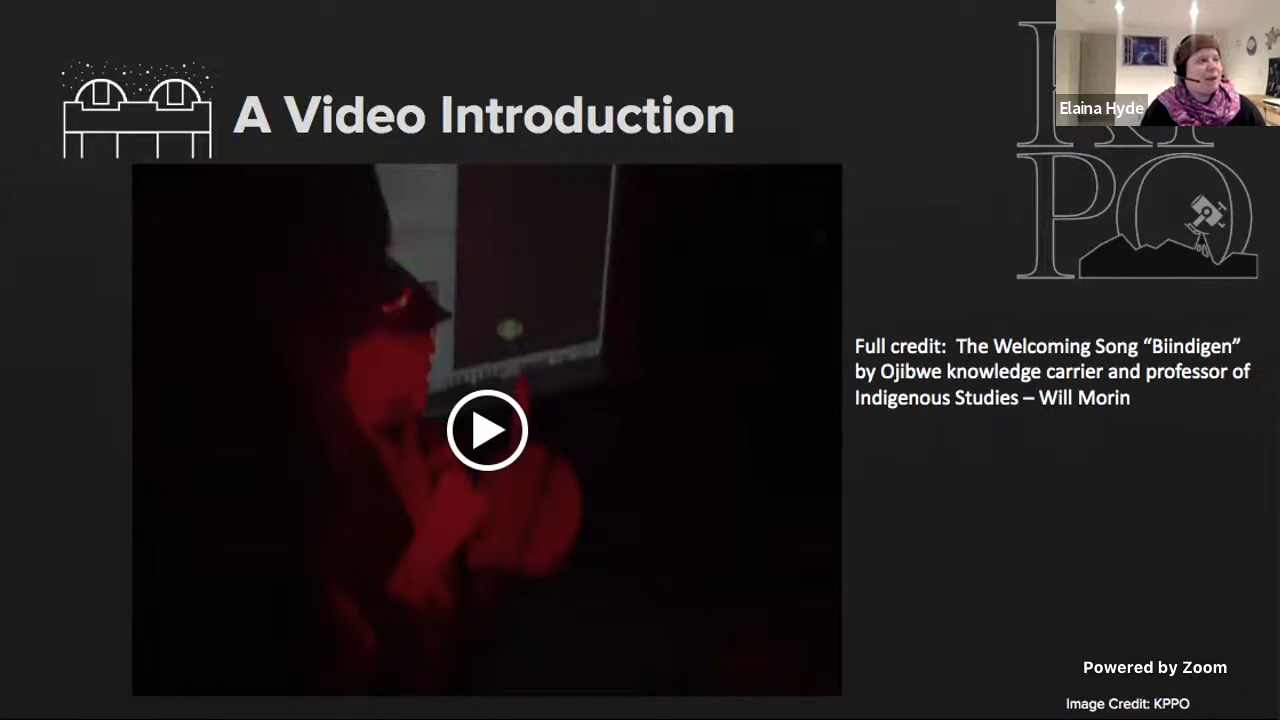 A Video Introduction
Elaina Hyde
P O
Full credit: The Welcoming Song “Biindigen”
by Ojibwe knowledge carrier and professor of
Indigenous Studies – Will Morin
Powered by Zoom
Image Credit: KPPO